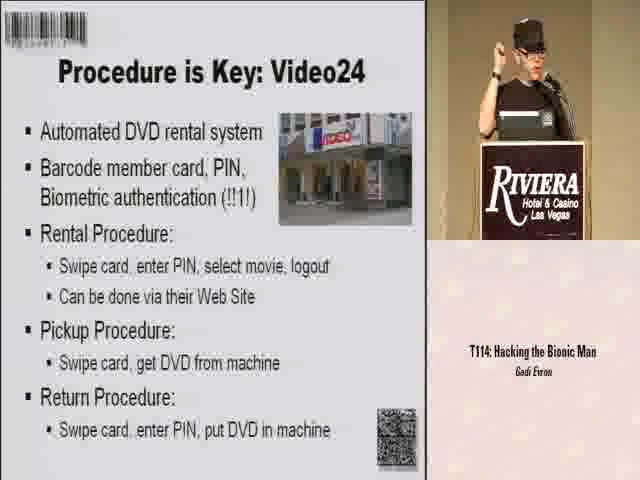 Procedure is Key: Video24
Automated DVD rental system
Barcode member card, PIN,
Biometric authentication (!!1!)
Rental Procedure:
Swipe card, enter PIN, select movie, logout
Can be done via their Web Site
Pickup Procedure:
Swipe card, get DVD from machine
Return Procedure:
Swipe card, enter PIN, put DVD in machine
VIDEO
RIVIERA
Hotel & Casino
Las Vegas
T114: Hacking the Bionic Man
Gadi Evron